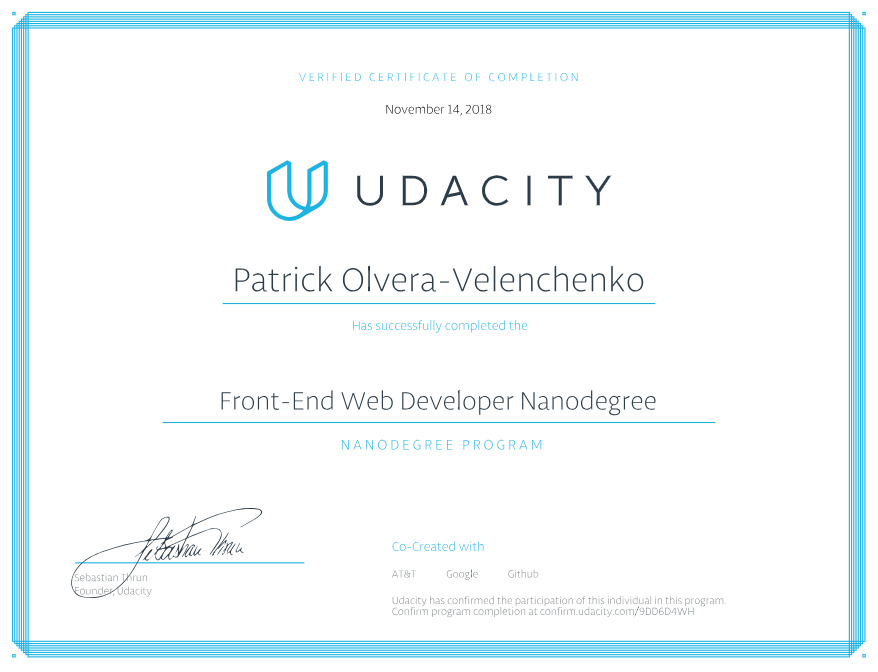 VERIFIED CERTIFICATE OF COMPLETION
November 14, 2018
UDACITY
Patrick Olvera-Velenchenko
Has successfully completed the
Front-End Web Developer Nanodegree
NANODEGREE PROGRAM
Sebastian Thrun
Sebastian Thrun
Founder, Udacity
Co-Created with
AT&T Google Github
Udacity has confirmed the participation of this individual in this program.
Confirm program completion at confirm.udacity.com/9DD6D4WH